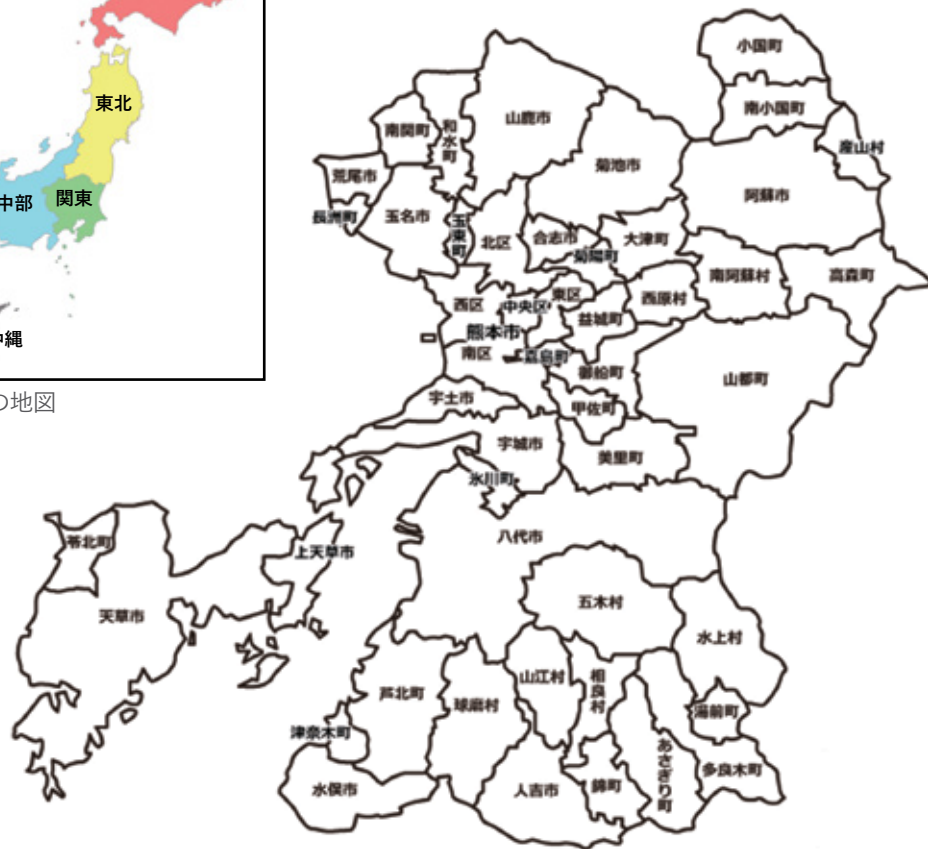 東北
中部
関東
沖縄
の地図
小国町
南小国町
産山村
山鹿市
和水町
南関町
菊池市
荒尾市
阿蘇市
長洲町
玉名市
玉東町
北区
合志市
菊陽町
大津町
南阿蘇村
高森町
西区
中央区
東区
西原村
益城町
熊本市
南区
嘉島町
御船町
山都町
宇土市
甲佐町
宇城市
美里町
氷川町
八代市
苓北町
上天草市
天草市
五木村
水上村
山江村
相良村
芦北町
球磨村
湯前町
津奈木町
あさぎり町
多良木町
水俣市
人吉市
錦町